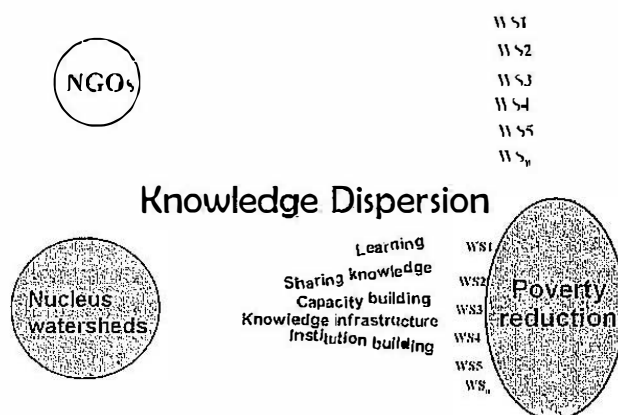 WS1
WS2
NGOs
WS3
WS4
WS5
WSn
Knowledge Dispersion
Learning
WS1
Sharing knowledge
WS2
Nucleus
watersheds
Capacity building
Poverty
reduction
Knowledge infrastructure
WS3
Institution building
WS4
WS5
WSn